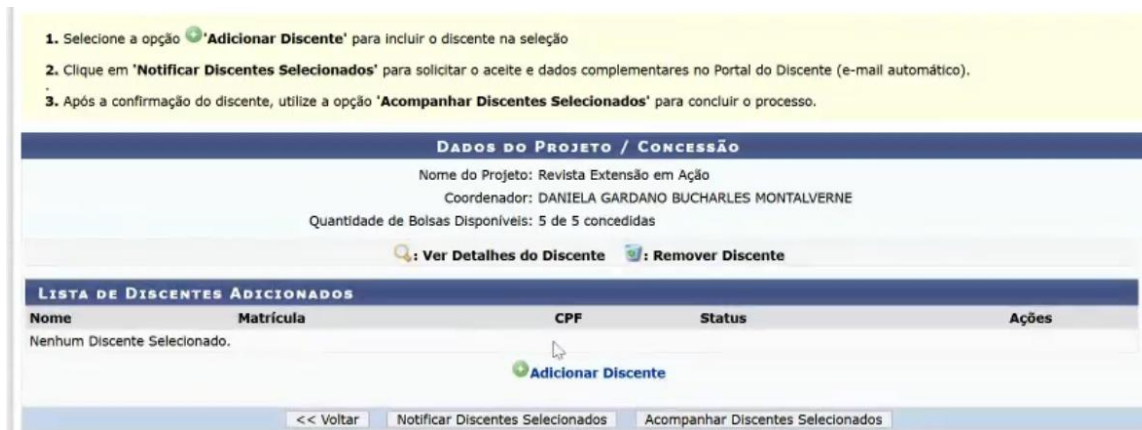 1. Selecione a opção 'Adicionar Discente' para incluir o discente na seleção
2. Clique em 'Notificar Discentes Selecionados' para solicitar o aceite e dados complementares no Portal do Discente (e-mail automático).
.
3. Após a confirmação do discente, utilize a opção 'Acompanhar Discentes Selecionados' para concluir o processo.
DADOS DO PROJETO / CONCESSÃO
Nome do Projeto: Revista Extensão em Ação
Coordenador: DANIELA GARDANO BUCHARLES MONTALVERNE
Quantidade de Bolsas Disponíveis: 5 de 5 concedidas
: Ver Detalhes do Discente : Remover Discente
LISTA DE DISCENTES ADICIONADOS
Nome Matrícula CPF Status Ações
Nenhum Discente Selecionado.
Adicionar Discente
<< Voltar Notificar Discentes Selecionados Acompanhar Discentes Selecionados